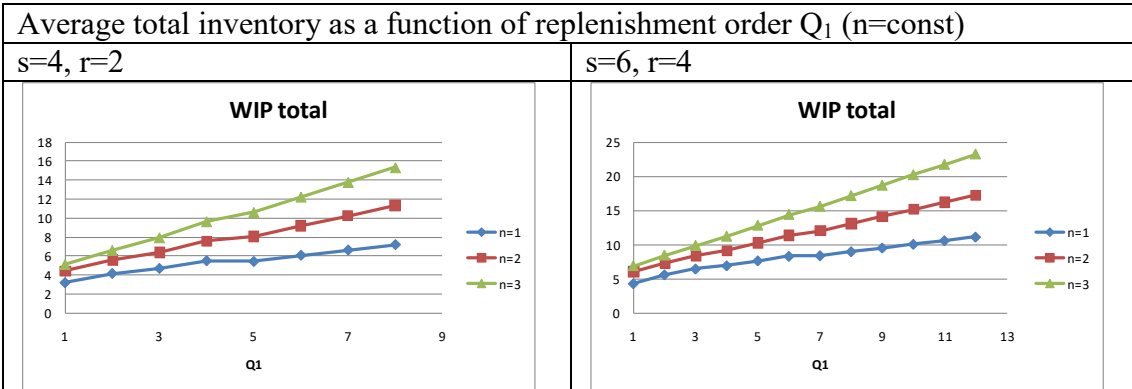 Average total inventory as a function of replenishment order Q₁ (n=const)
s=4, r=2
WIP total
18
16
14
12
10
8
6
4
2
0
1 3 5 7 9
Q1
n=1
n=2
n=3
s=6, r=4
WIP total
25
20
15
10
5
0
1 3 5 7 9 11 13
Q1
n=1
n=2
n=3